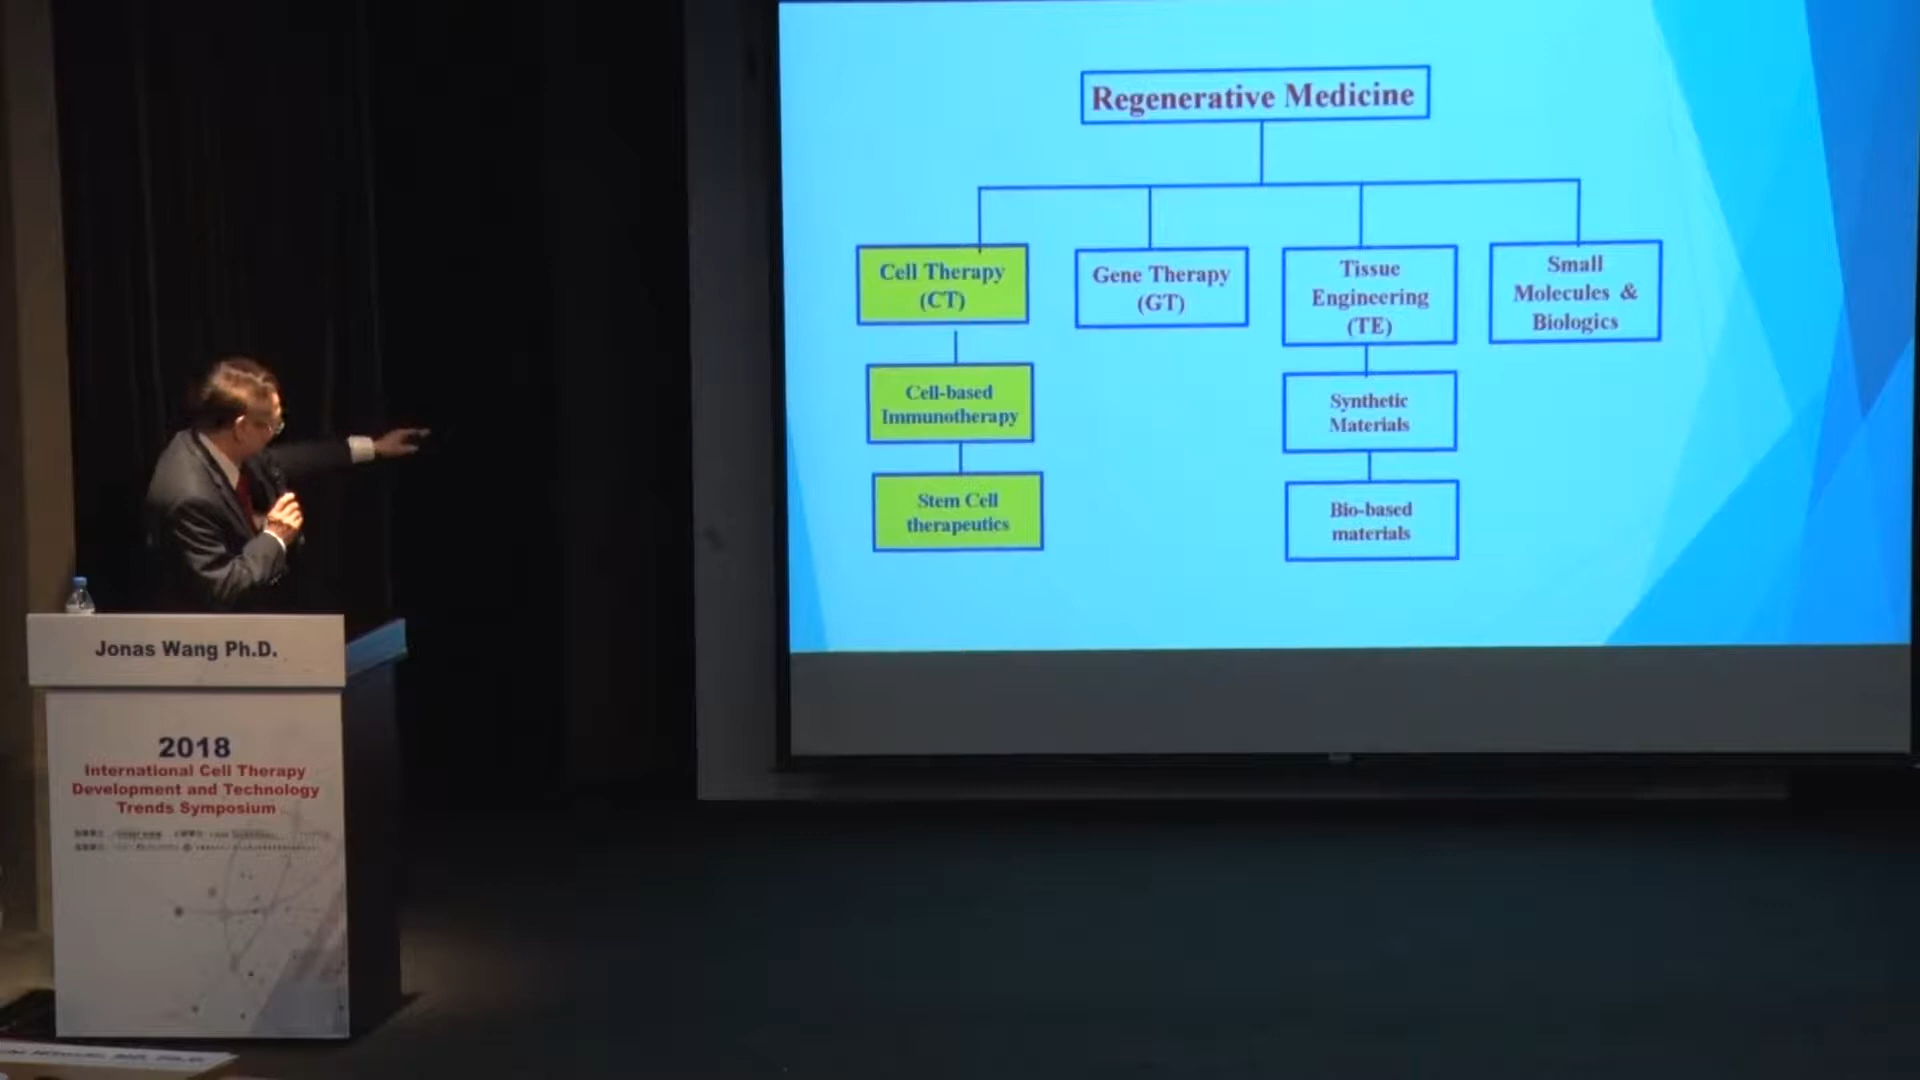 Regenerative Medicine
Cell Therapy
(CT)
Gene Therapy
(GT)
Tissue
Engineering
(TE)
Small
Molecules &
Biologics
Cell-based
Immunotherapy
Synthetic
Materials
Stem Cell
therapeutics
Bio-based
materials
Jonas Wang Ph.D.
2018
International Cell Therapy
Development and Technology
Trends Symposium